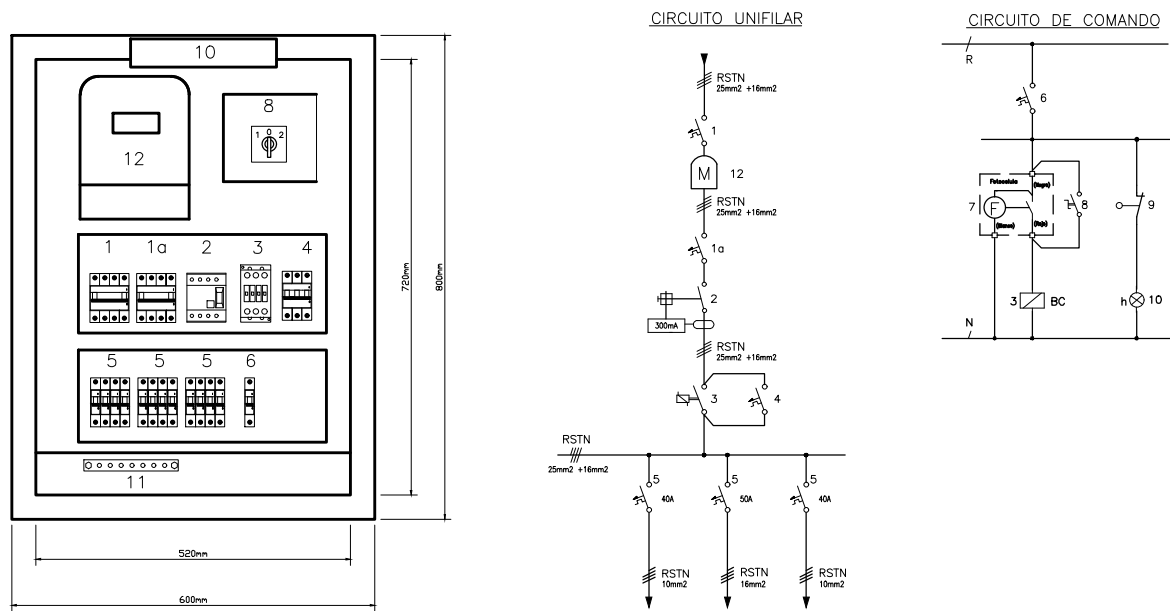 10
12
8
1 0 2
1 1a 2 3 4
5 5 5 6
11
720mm
800mm
520mm
600mm
CIRCUITO UNIFILAR
RSTN
25mm2 +16mm2
1
M 12
RSTN
25mm2 +16mm2
1a
2
300mA
RSTN
25mm2 +16mm2
3 4
RSTN
25mm2 +16mm2
5 5 5
40A 50A 40A
RSTN RSTN RSTN
10mm2 16mm2 10mm2
CIRCUITO DE COMANDO
R
6
Fotocelula (Negro)
7 F 8 9
(Blanco) (Rojo)
3 BC h 10
N